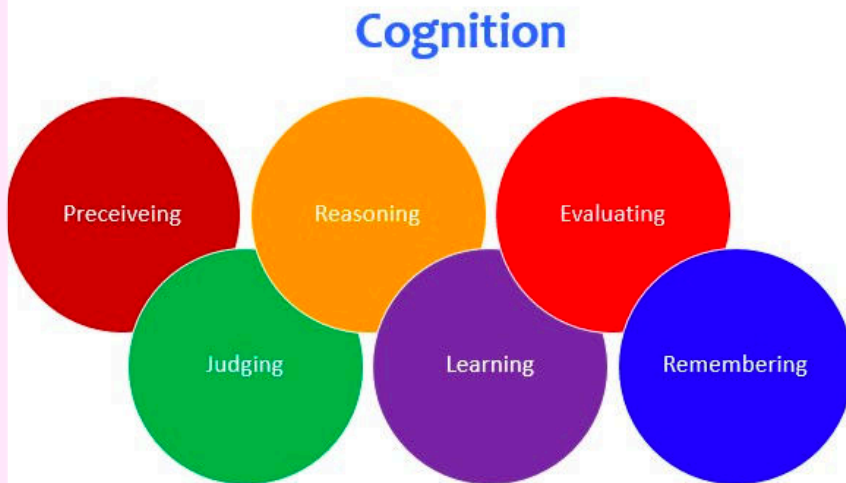 Cognition
Preceiveing
Reasoning
Evaluating
Judging
Learning
Remembering